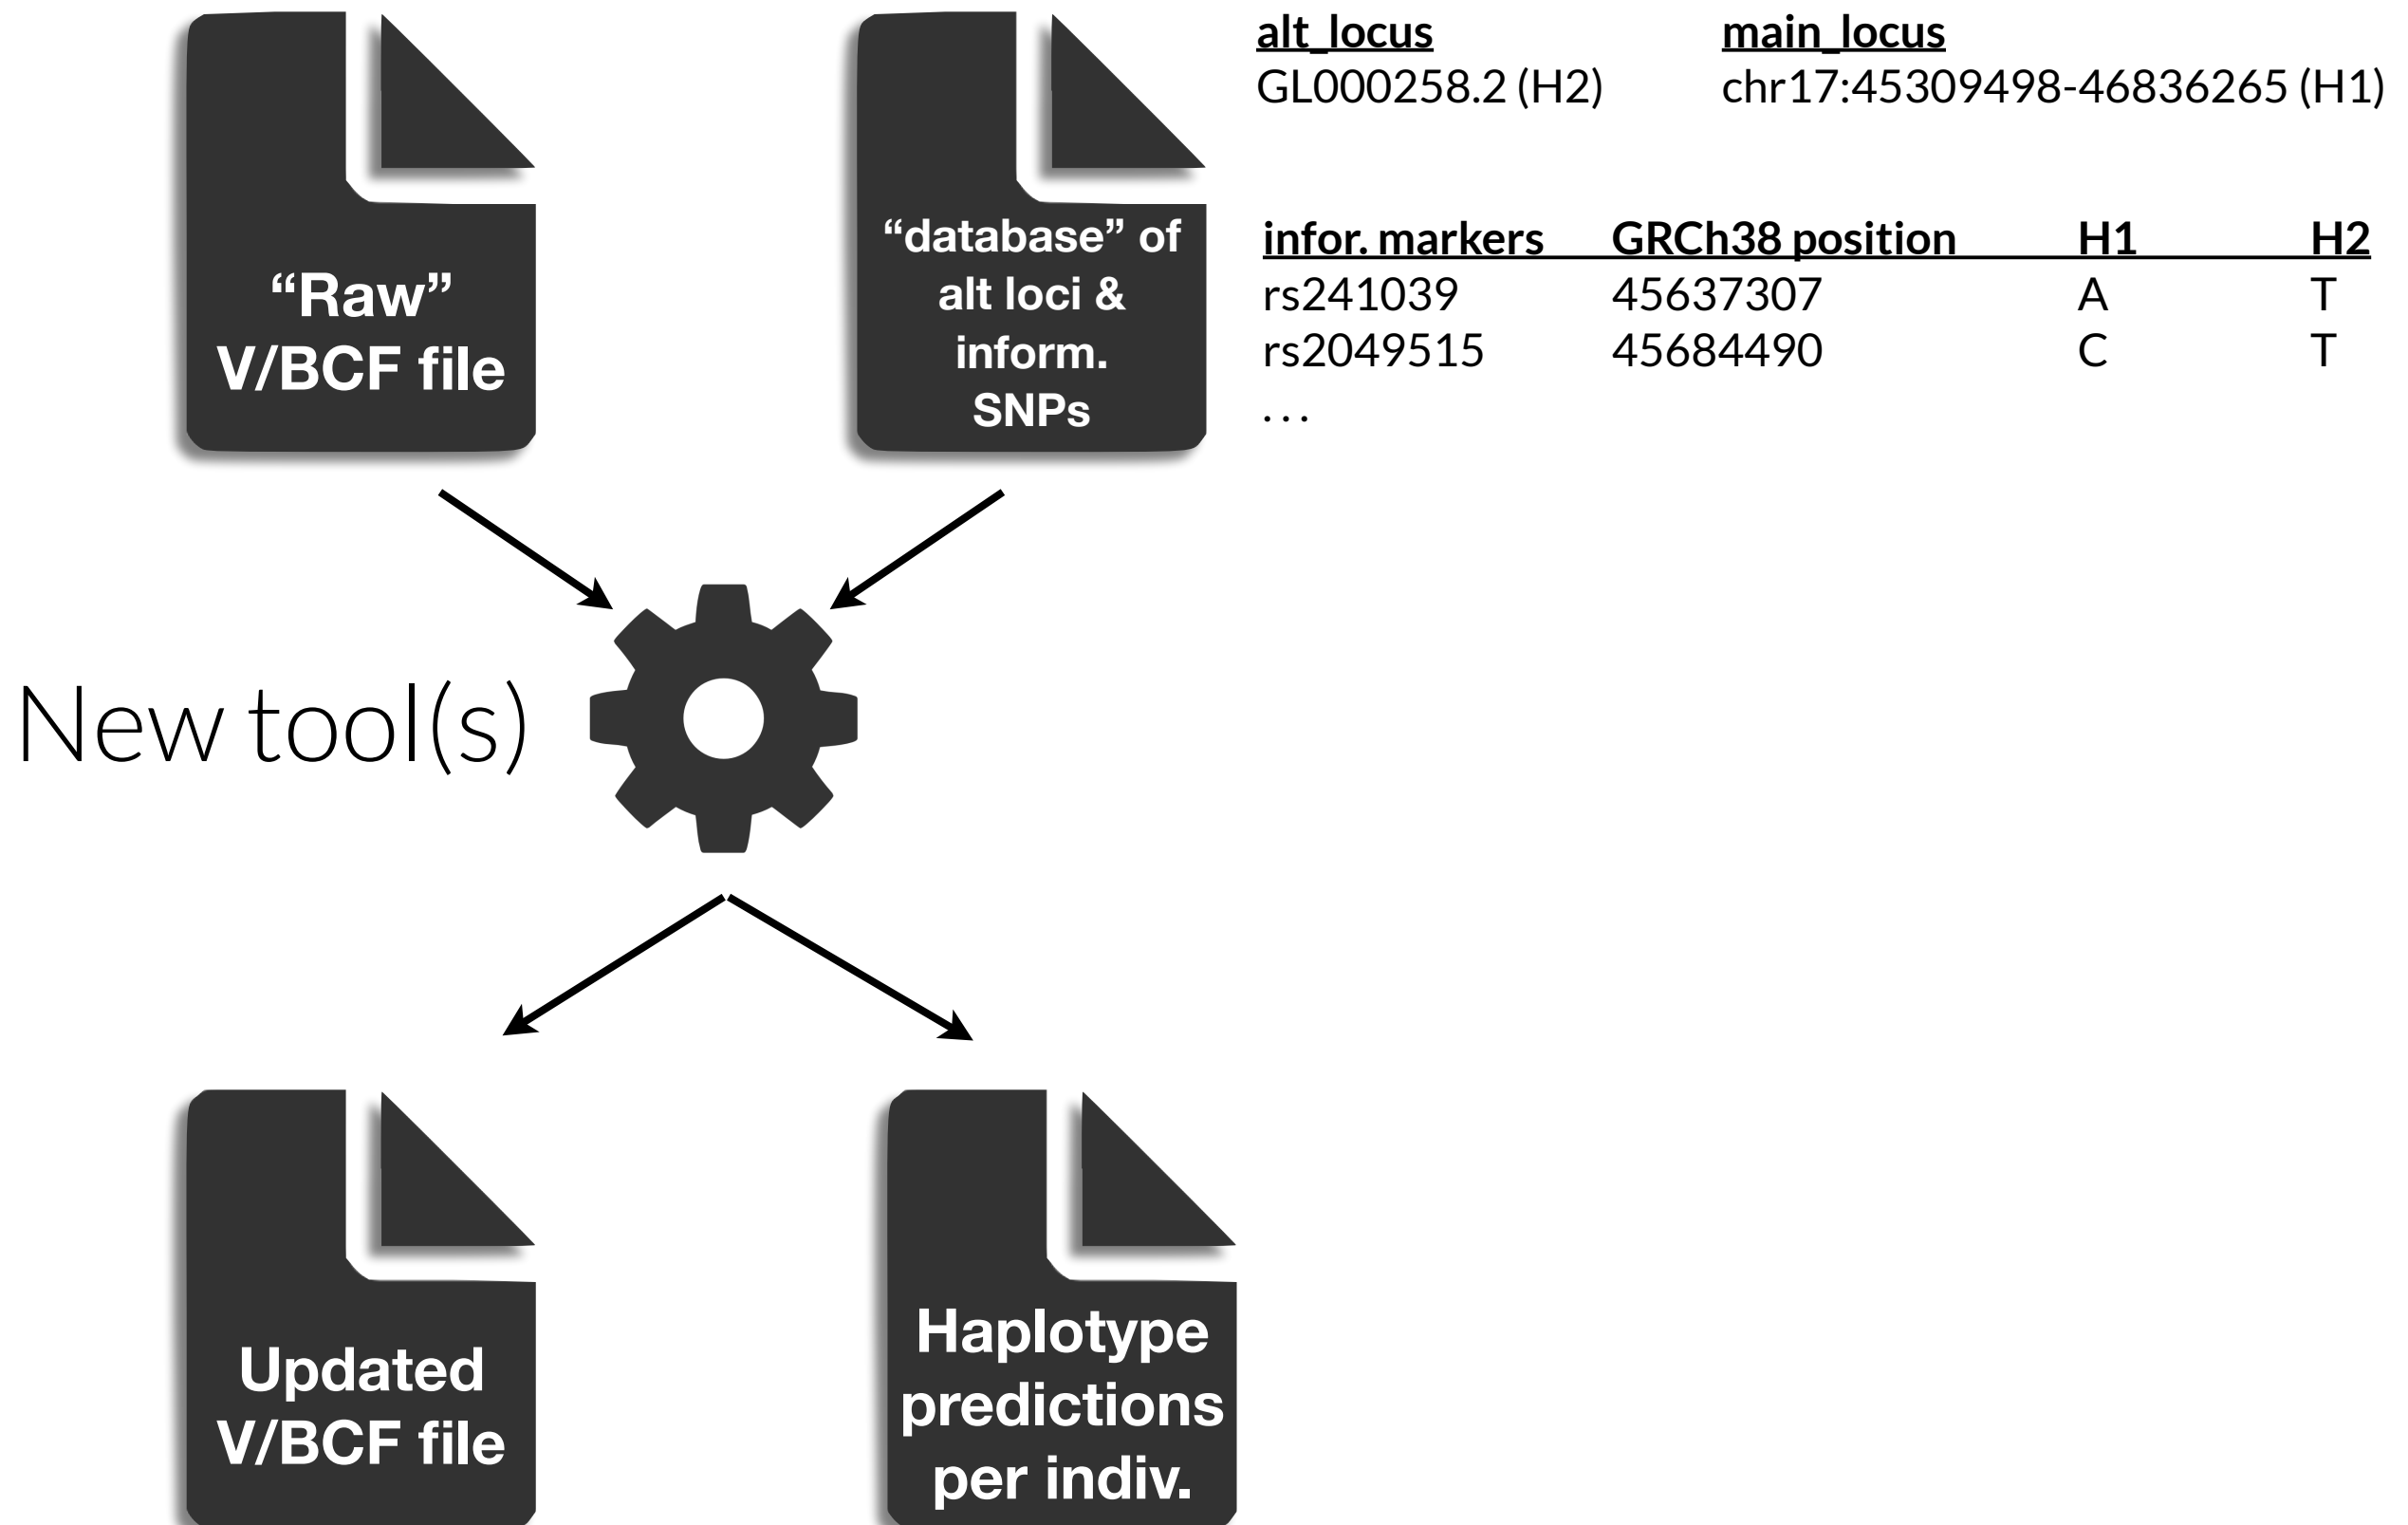 “Raw”
V/BCF file
“database” of
alt loci &
inform.
SNPs
alt_locus main_locus
GL000258.2 (H2) chr17:45309498-46836265 (H1)
infor. markers GRCh38 position H1 H2
rs241039 45637307 A T
rs2049515 45684490 C T
. . .
New tool(s)
Updated
V/BCF file
Haplotype
predictions
per indiv.